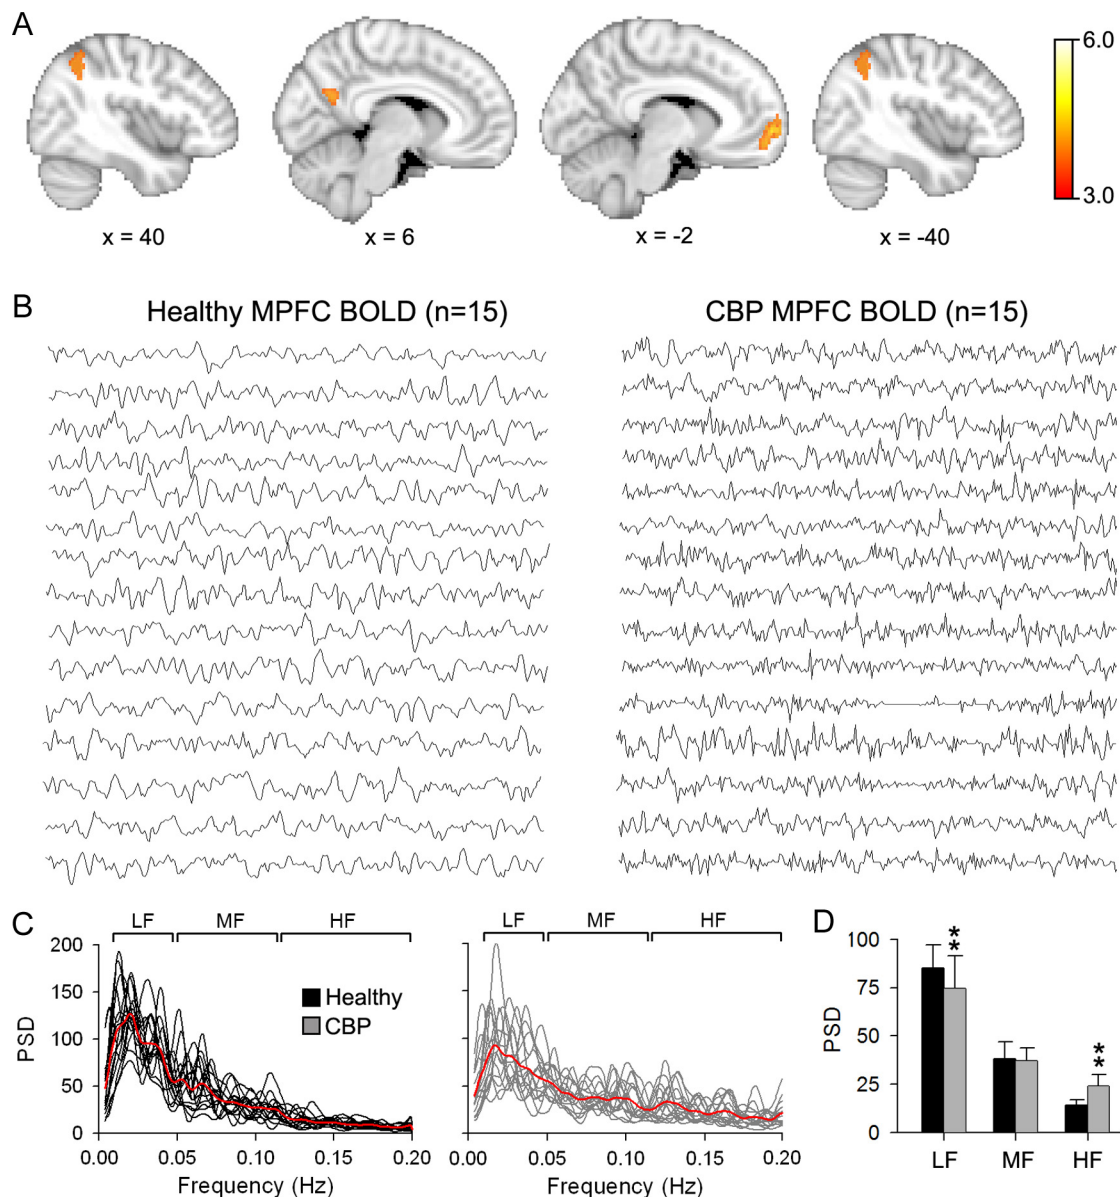 A
6.0
3.0
x = 40
x = 6
x = -2
x = -40
B
Healthy MPFC BOLD (n=15)
CBP MPFC BOLD (n=15)
C
LF
MF
HF
LF
MF
HF
D
200
150
100
50
0
PSD
Healthy
CBP
0.00
0.05
0.10
0.15
0.20
Frequency (Hz)
0.00
0.05
0.10
0.15
0.20
Frequency (Hz)
100
75
50
25
0
PSD
**
**
LF
MF
HF